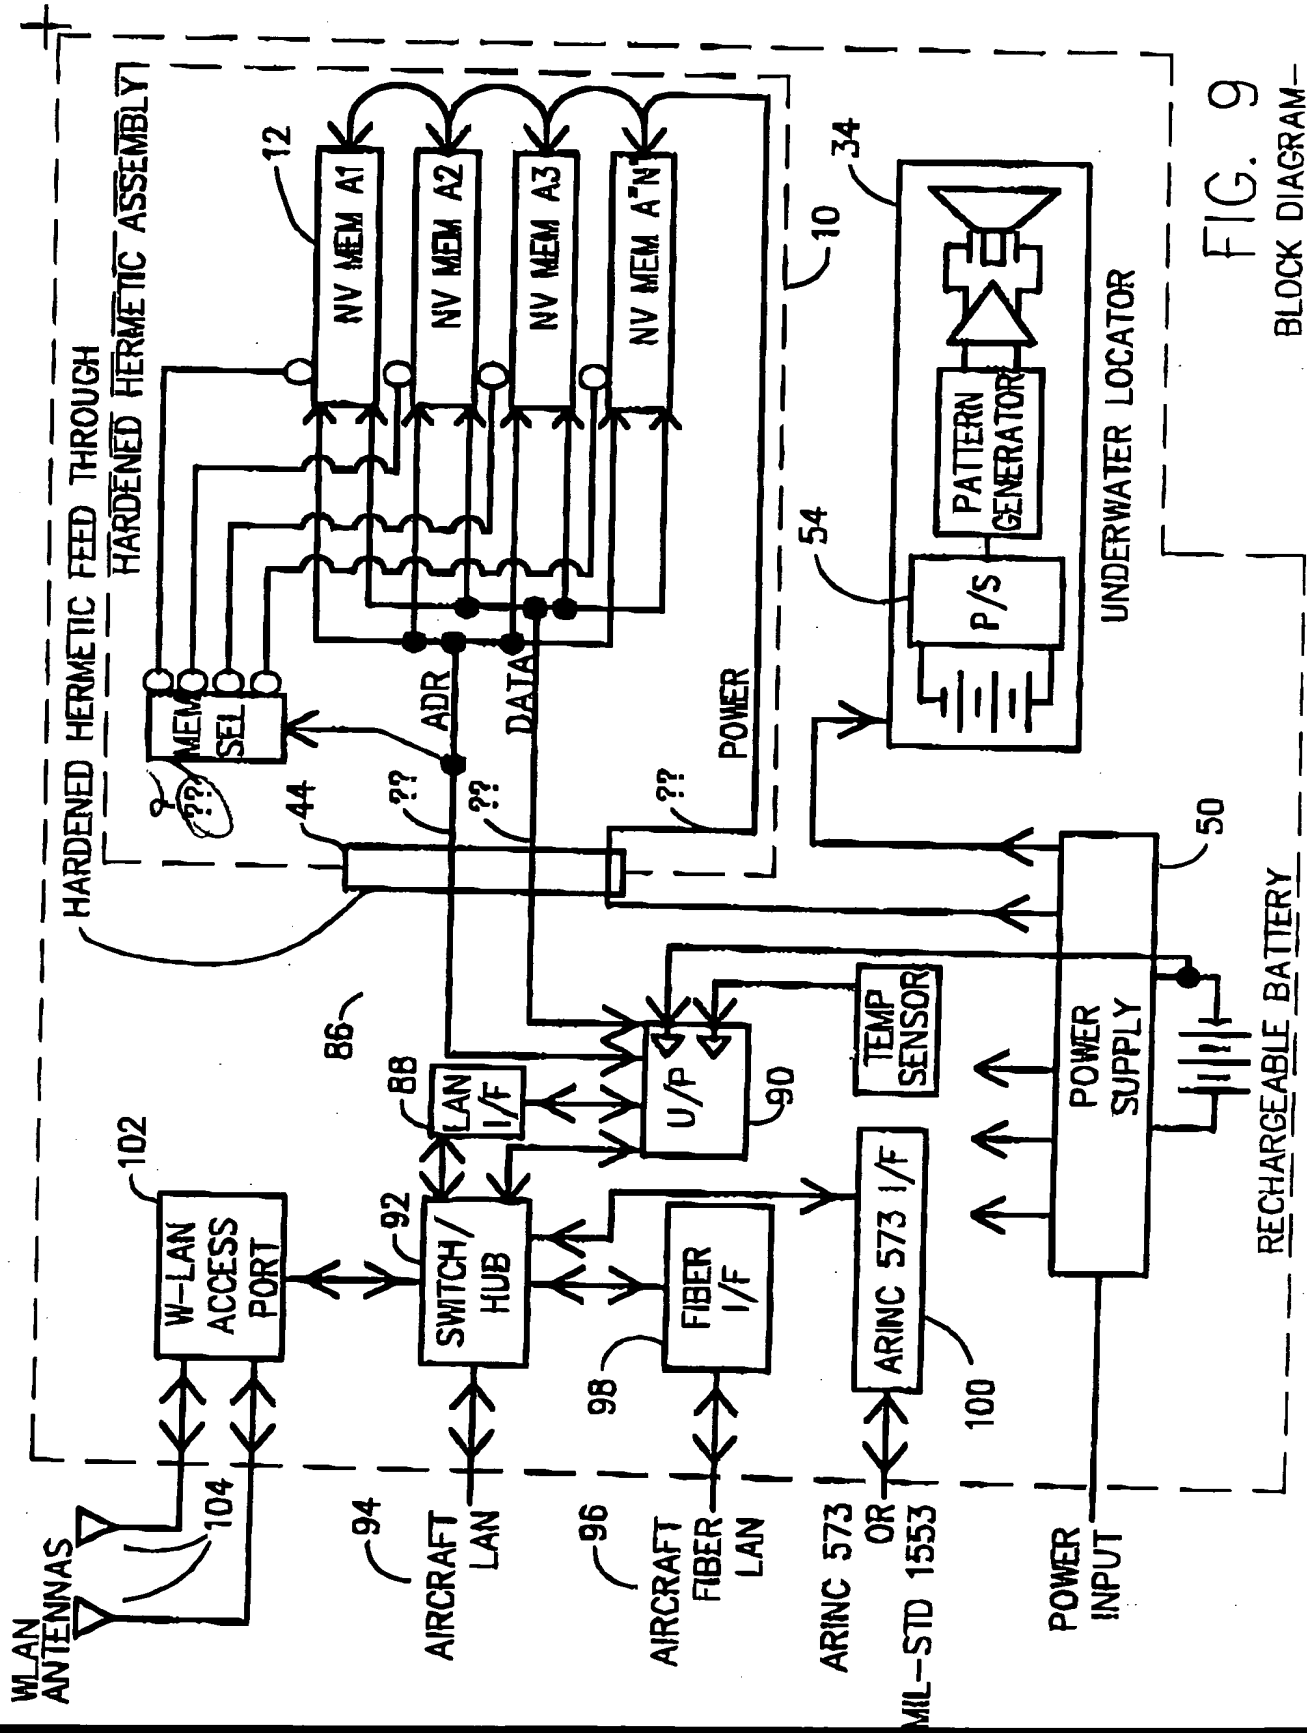 HARDENED HERMETIC FEED THROUGH
HARDENED HERMETIC ASSEMBLY
WLAN
ANTENNAS
104
102
W-LAN
ACCESS
PORT
86
44
??
MEM
SEL
12
NV MEM A1
NV MEM A2
NV MEM A3
NV MEM A"N"
10
ADR
DATA
POWER
??
??
??
94
AIRCRAFT
LAN
92
SWITCH/
HUB
88
LAN
I/F
U/P
90
96
AIRCRAFT
FIBER
LAN
98
FIBER
I/F
ARINC 573
OR
MIL-STD 1553
ARINC 573 I/F
100
TEMP
SENSOR
POWER
INPUT
POWER
SUPPLY
50
RECHARGEABLE BATTERY
54
P/S
PATTERN
GENERATOR
34
UNDERWATER LOCATOR
FIG. 9
BLOCK DIAGRAM-